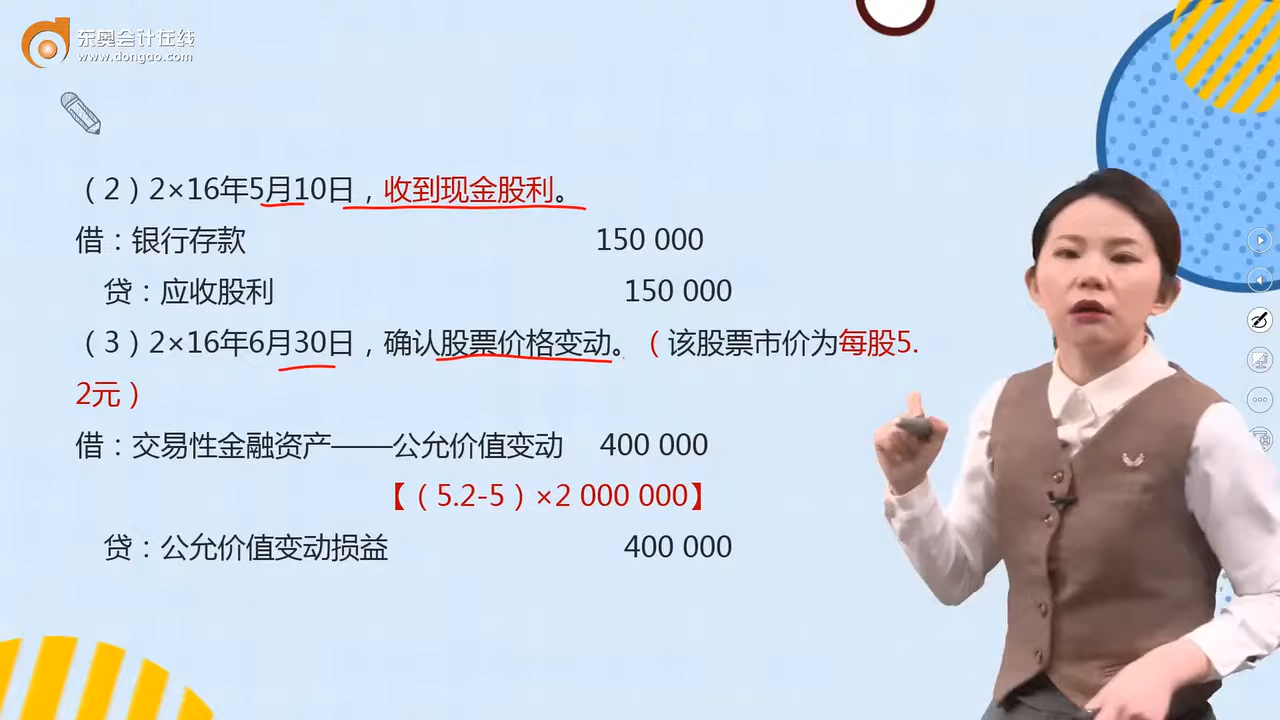 东奥会计在线
www.dongao.com
（2）2×16年5月10日，收到现金股利。
借：银行存款 150 000
贷：应收股利 150 000
（3）2×16年6月30日，确认股票价格变动。（该股票市价为每股5.
2元）
借：交易性金融资产——公允价值变动 400 000
【（5.2-5）×2 000 000】
贷：公允价值变动损益 400 000